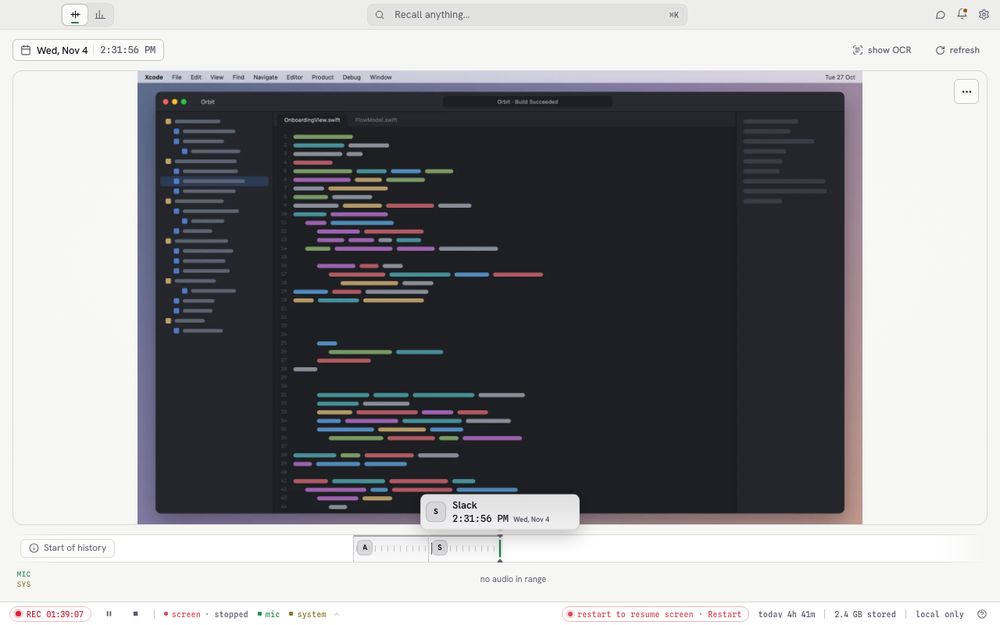 Recall anything...
⌘K
Wed, Nov 4 2:31:56 PM
show OCR
refresh
Xcode File Edit View Find Navigate Editor Product Debug Window
Tue 27 Oct
Orbit
Orbit - Build Succeeded
OnboardingView.swift FlowModel.swift
S
Slack
2:31:56 PM Wed, Nov 4
Start of history
A
S
MIC
SYS
no audio in range
REC 01:39:07
screen · stopped mic system
restart to resume screen · Restart
today 4h 41m
2.4 GB stored
local only